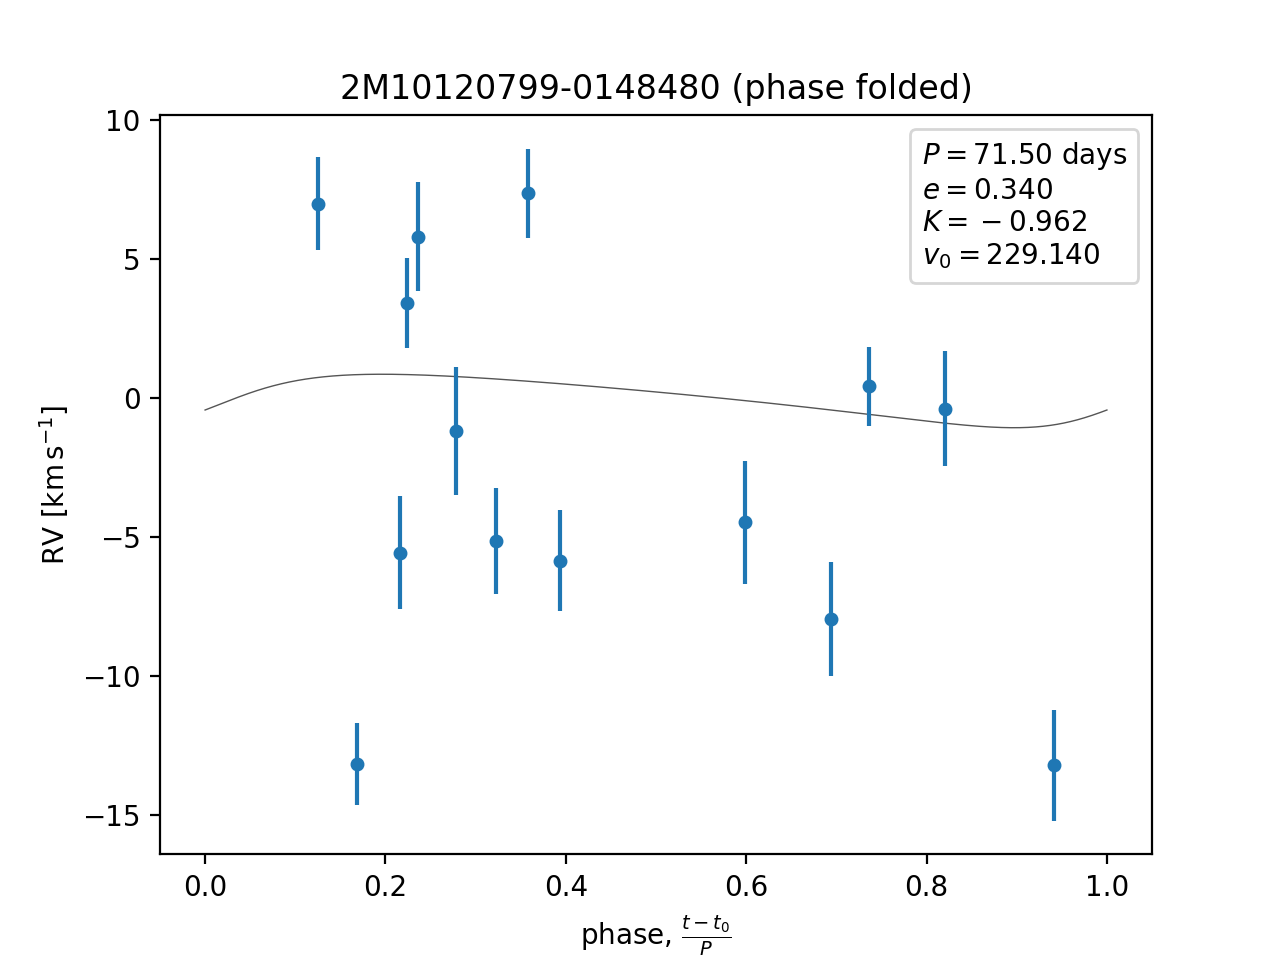 2M10120799-0148480 (phase folded)
P = 71.50 days
e = 0.340
K = −0.962
v₀ = 229.140
10
5
0
−5
−10
−15
RV [km s⁻¹]
0.0 0.2 0.4 0.6 0.8 1.0
phase, (t − t₀)/P